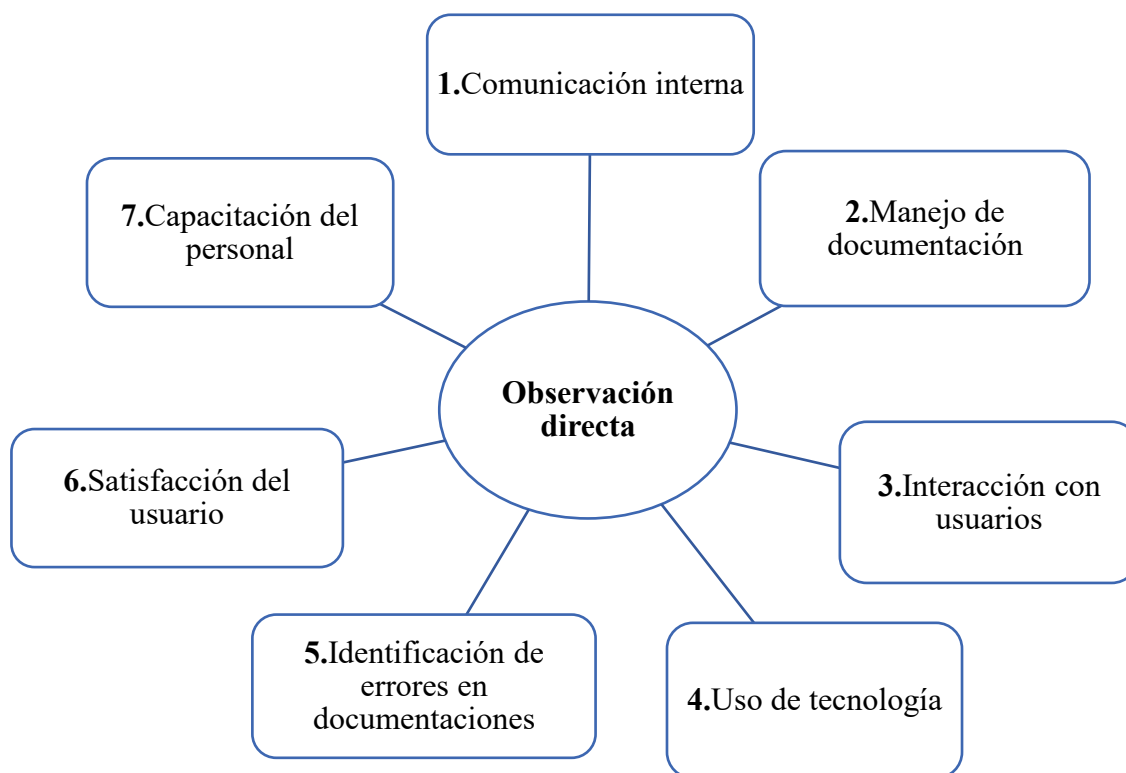 1.Comunicación interna
2.Manejo de
documentación
3.Interacción con
usuarios
4.Uso de tecnología
5.Identificación de
errores en
documentaciones
6.Satisfacción del
usuario
7.Capacitación del
personal
Observación
directa